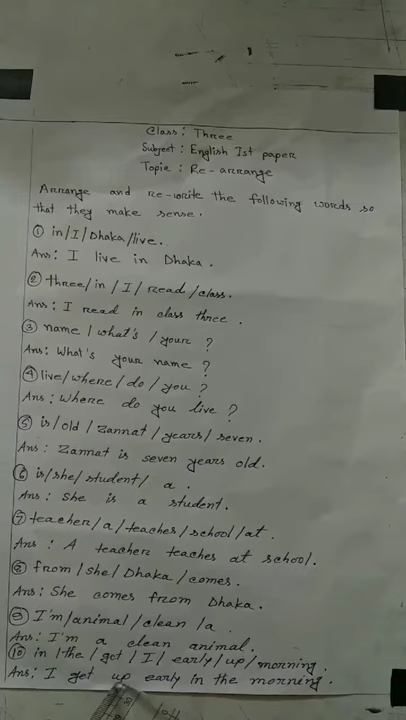 Class: Three
Subject: English Ist paper
Topic: Re-arrange
Arrange and re-write the following words so
that they make sense.
① in/I/Dhaka/live.
Ans: I live in Dhaka.
② three/in/I/read/class.
Ans: I read in class three.
③ name/what's/your?
Ans: What's your name?
④ live/where/do/you?
Ans: Where do you live?
⑤ is/old/Zannat/years/seven.
Ans: Zannat is seven years old.
⑥ is/she/student/a.
Ans: She is a student.
⑦ teacher/a/teaches/school/at.
Ans: A teacher teaches at school.
⑧ from/she/Dhaka/comes.
Ans: She comes from Dhaka.
⑨ I'm/animal/clean/a.
Ans: I'm a clean animal.
⑩ in/the/get/I/early/up/morning.
Ans: I get up early in the morning.